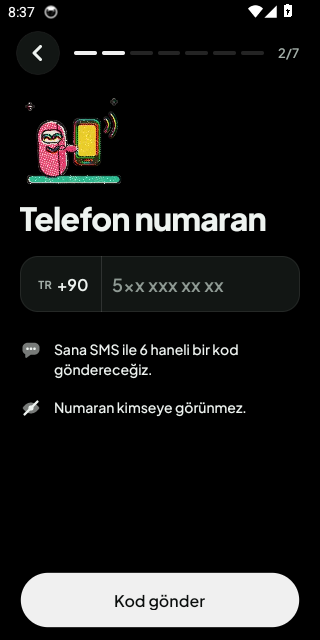 8:37
2/7
Telefon numaran
TR +90 5xx xxx xx xx
Sana SMS ile 6 haneli bir kod
göndereceğiz.
Numaran kimseye görünmez.
Kod gönder